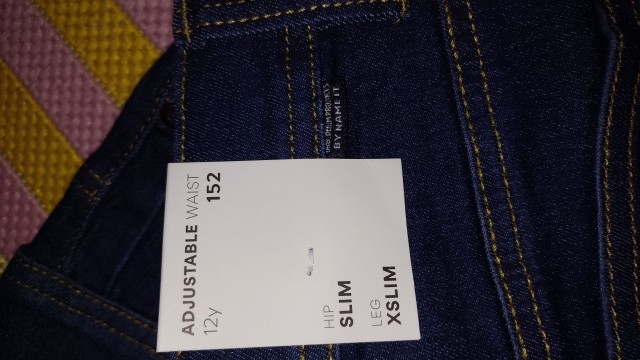 ADJUSTABLE WAIST
12y 152
HIP
SLIM
LEG
XSLIM
BY NAME IT